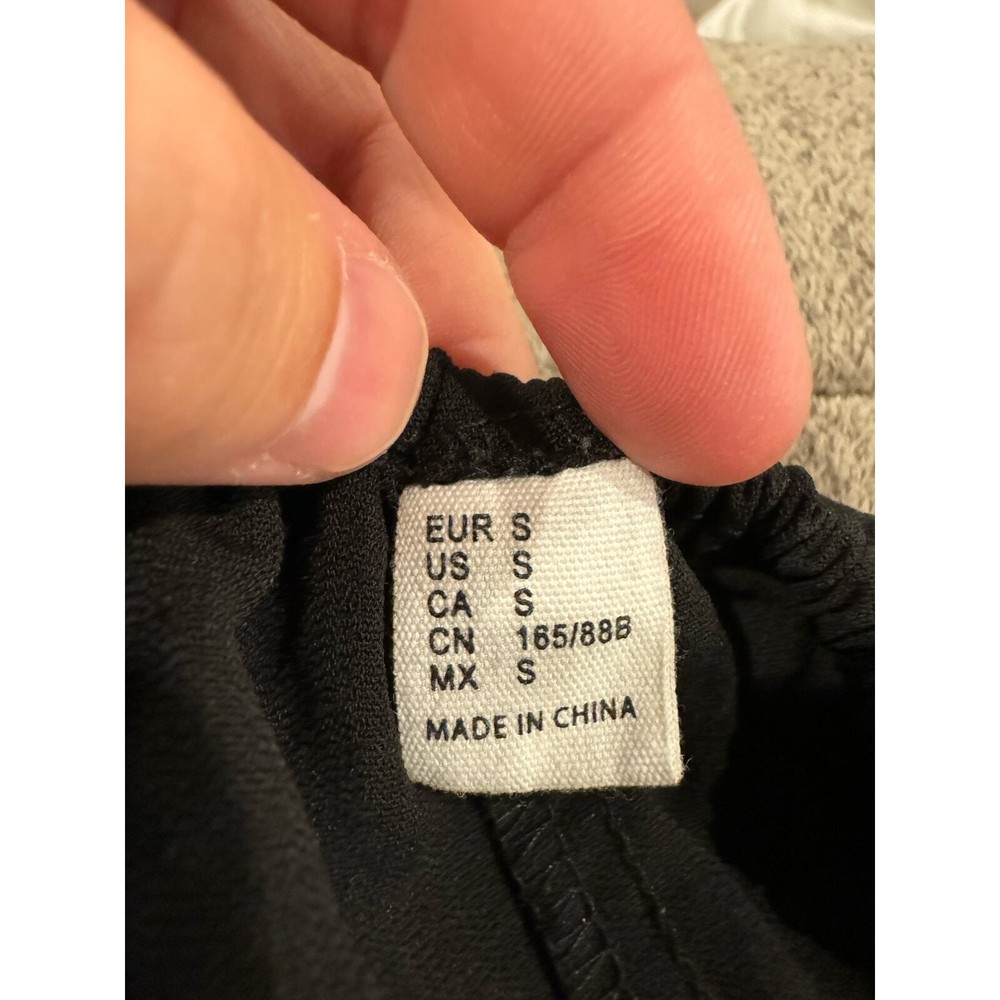 EUR S
US S
CA S
CN 165/88B
MX S
MADE IN CHINA